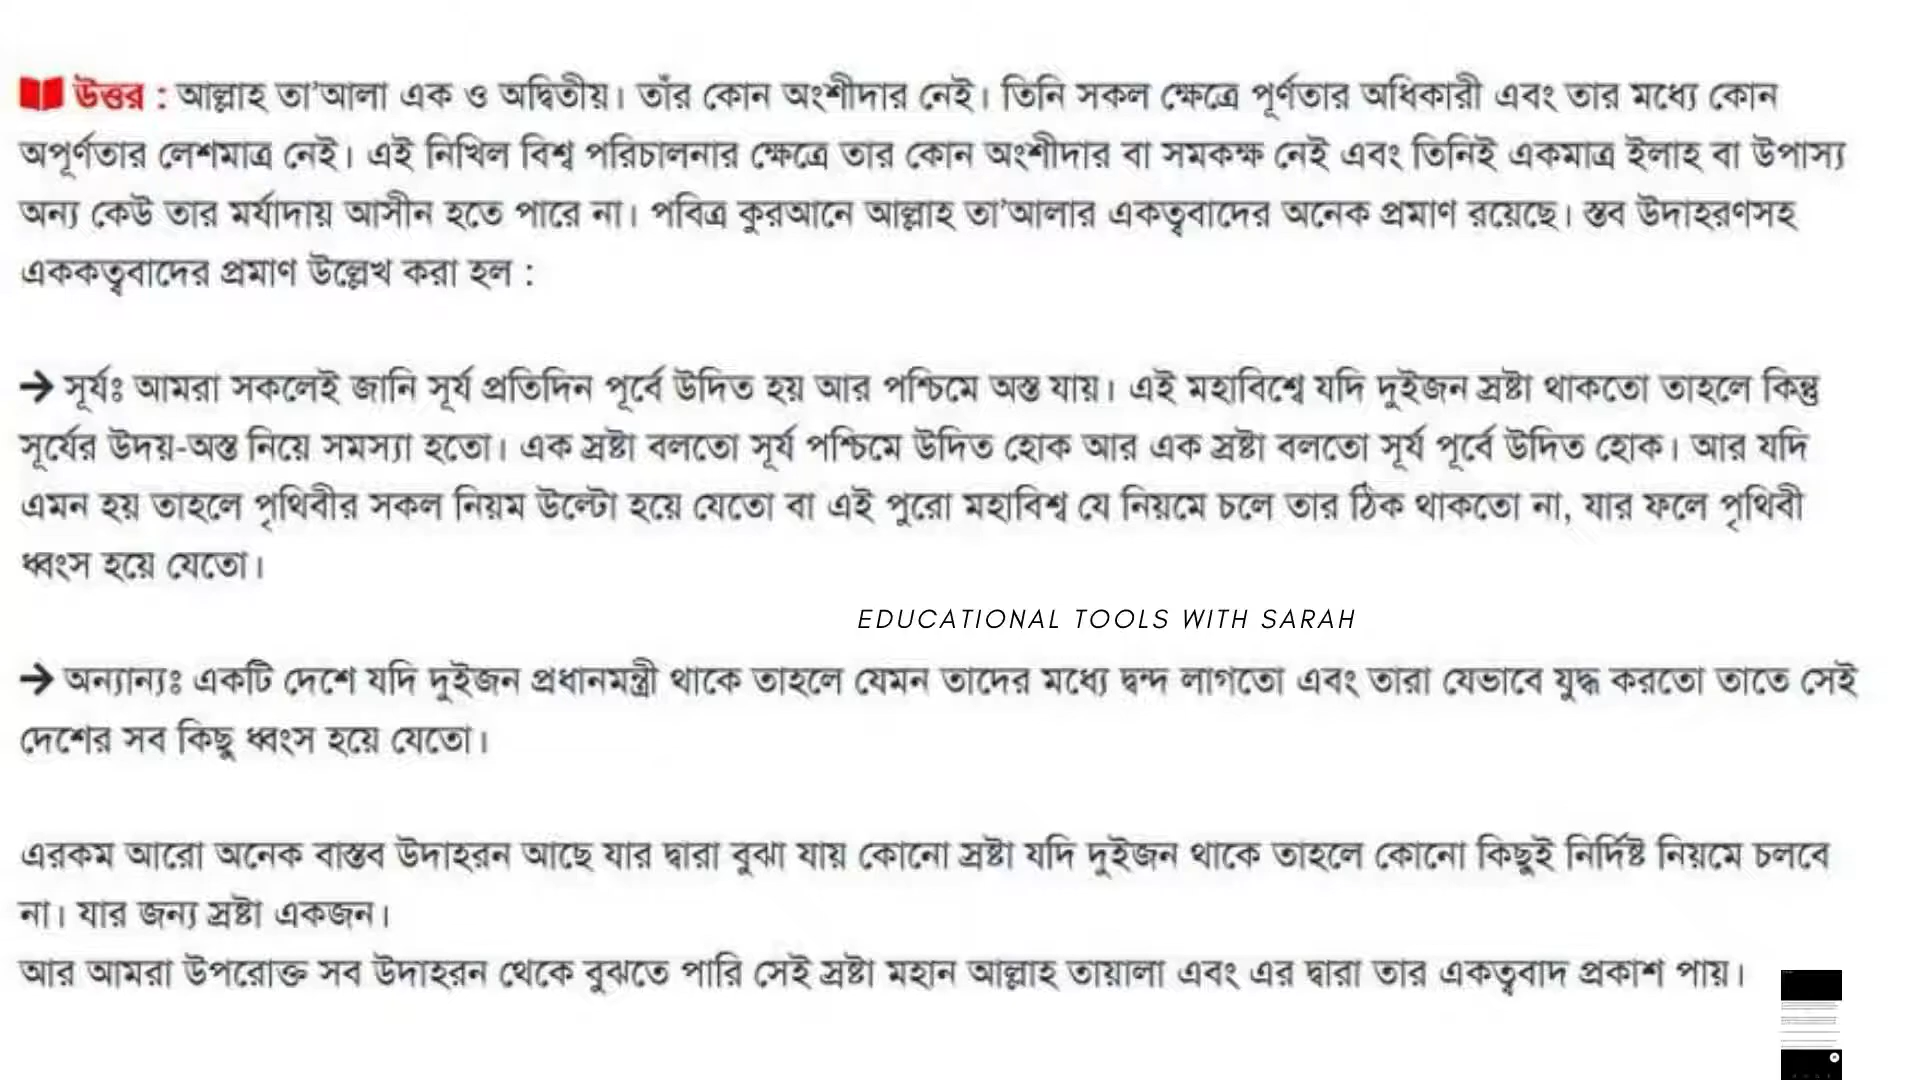 উত্তর : আল্লাহ তা'আলা এক ও অদ্বিতীয়। তাঁর কোন অংশীদার নেই। তিনি সকল ক্ষেত্রে পূর্ণতার অধিকারী এবং তার মধ্যে কোন
অপূর্ণতার লেশমাত্র নেই। এই নিখিল বিশ্ব পরিচালনার ক্ষেত্রে তার কোন অংশীদার বা সমকক্ষ নেই এবং তিনিই একমাত্র ইলাহ বা উপাস্য
অন্য কেউ তার মর্যাদায় আসীন হতে পারে না। পবিত্র কুরআনে আল্লাহ তা'আলার একত্ববাদের অনেক প্রমাণ রয়েছে। স্তব উদাহরণসহ
এককত্ববাদের প্রমাণ উল্লেখ করা হল :
→ সূর্যঃ আমরা সকলেই জানি সূর্য প্রতিদিন পূর্বে উদিত হয় আর পশ্চিমে অস্ত যায়। এই মহাবিশ্বে যদি দুইজন স্রষ্টা থাকতো তাহলে কিন্তু
সূর্যের উদয়-অস্ত নিয়ে সমস্যা হতো। এক স্রষ্টা বলতো সূর্য পশ্চিমে উদিত হোক আর এক স্রষ্টা বলতো সূর্য পূর্বে উদিত হোক। আর যদি
এমন হয় তাহলে পৃথিবীর সকল নিয়ম উল্টো হয়ে যেতো বা এই পুরো মহাবিশ্ব যে নিয়মে চলে তার ঠিক থাকতো না, যার ফলে পৃথিবী
ধ্বংস হয়ে যেতো।
EDUCATIONAL TOOLS WITH SARAH
→ অন্যান্যঃ একটি দেশে যদি দুইজন প্রধানমন্ত্রী থাকে তাহলে যেমন তাদের মধ্যে দ্বন্দ লাগতো এবং তারা যেভাবে যুদ্ধ করতো তাতে সেই
দেশের সব কিছু ধ্বংস হয়ে যেতো।
এরকম আরো অনেক বাস্তব উদাহরন আছে যার দ্বারা বুঝা যায় কোনো স্রষ্টা যদি দুইজন থাকে তাহলে কোনো কিছুই নির্দিষ্ট নিয়মে চলবে
না। যার জন্য স্রষ্টা একজন।
আর আমরা উপরোক্ত সব উদাহরন থেকে বুঝতে পারি সেই স্রষ্টা মহান আল্লাহ তায়ালা এবং এর দ্বারা তার একত্ববাদ প্রকাশ পায়।